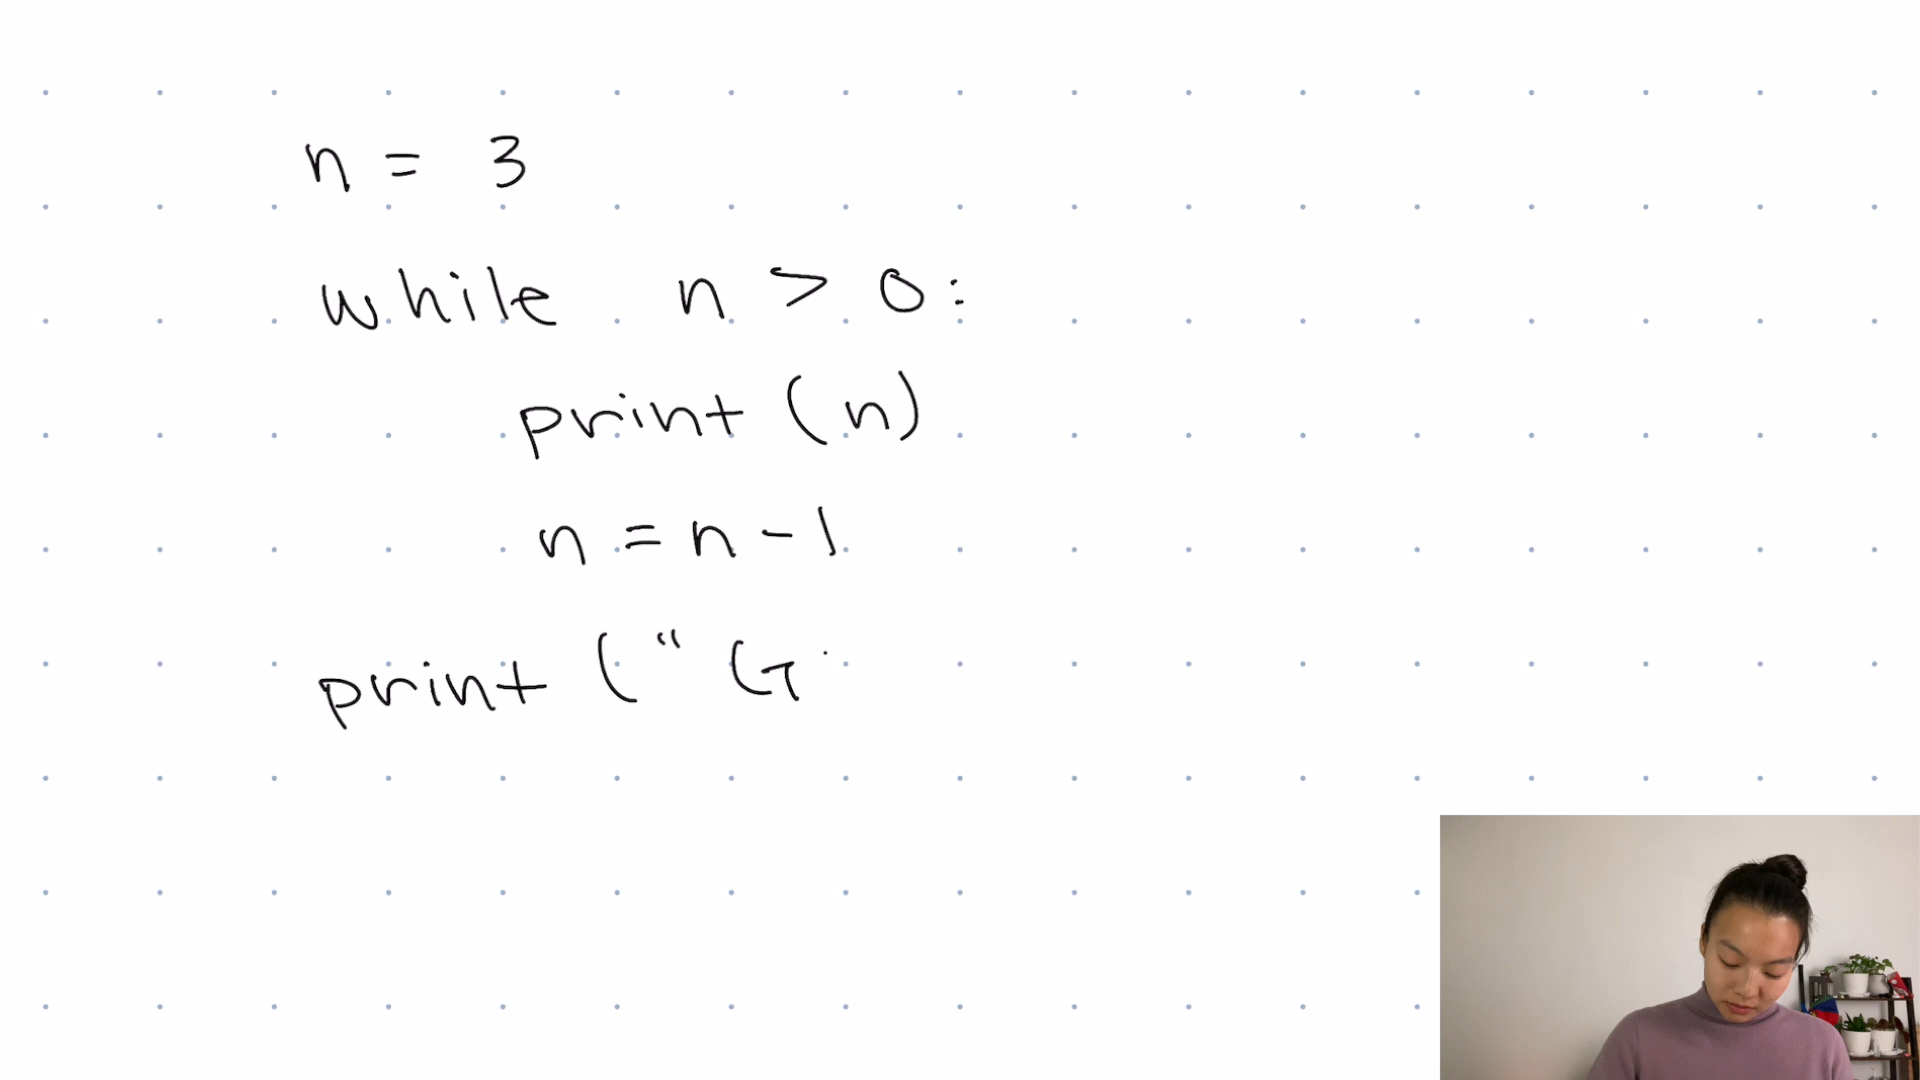 n = 3
while n > 0:
print (n)
n = n - 1
print (" G